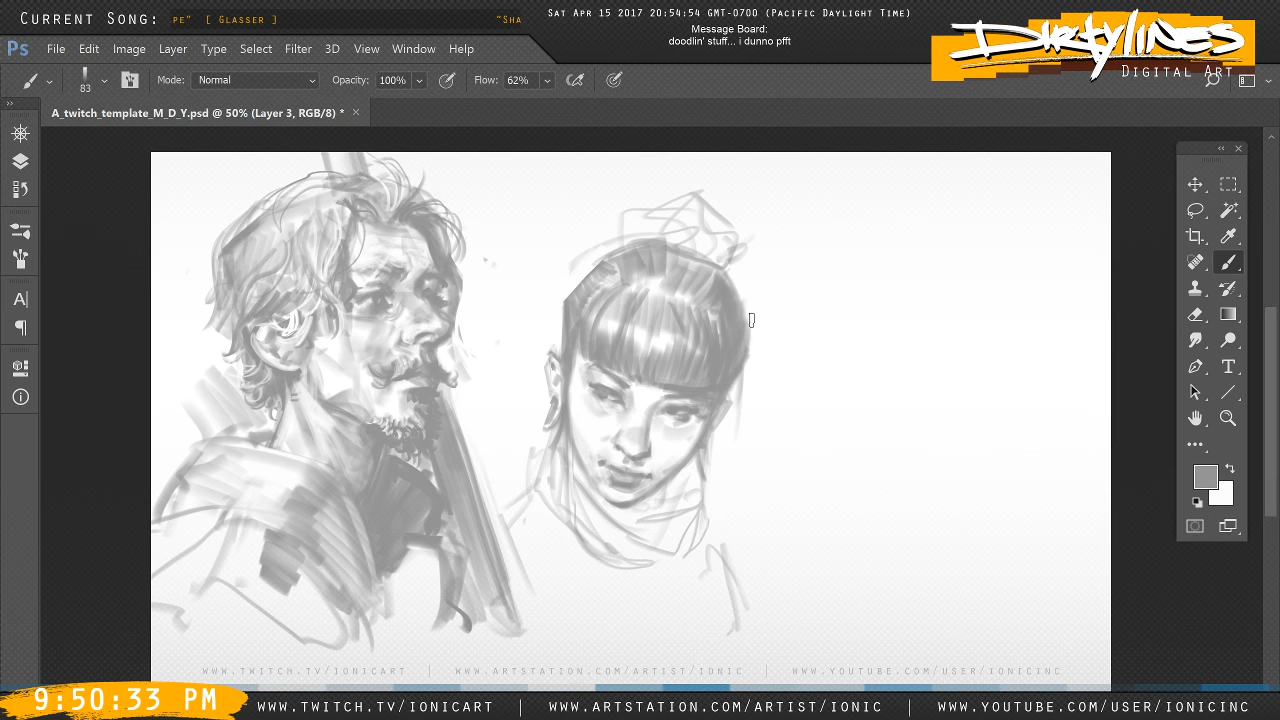 Current Song: PE" [ Glasser ] "Sha
Sat Apr 15 2017 20:54:54 GMT-0700 (Pacific Daylight Time)
Message Board:
doodlin' stuff... i dunno pfft
DirtyLines
Digital Art
Ps File Edit Image Layer Type Select Filter 3D View Window Help
83 Mode: Normal Opacity: 100% Flow: 62%
A_twitch_template_M_D_Y.psd @ 50% (Layer 3, RGB/8) *
WWW.TWITCH.TV/IONICART | WWW.ARTSTATION.COM/ARTIST/IONIC | WWW.YOUTUBE.COM/USER/IONICINC
9:50:33 PM
WWW.TWITCH.TV/IONICART | WWW.ARTSTATION.COM/ARTIST/IONIC | WWW.YOUTUBE.COM/USER/IONICINC